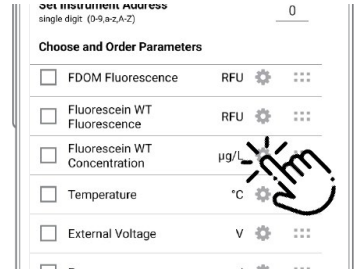 Set Instrument Address
single digit (0-9,a-z,A-Z)
0
Choose and Order Parameters
FDOM Fluorescence RFU
Fluorescein WT
Fluorescence RFU
Fluorescein WT
Concentration µg/L
Temperature °C
External Voltage V